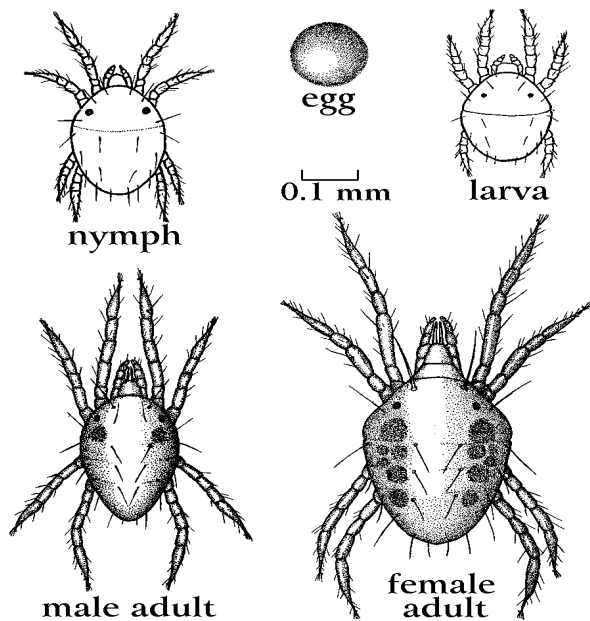 egg
0.1 mm
larva
nymph
male adult
female
adult